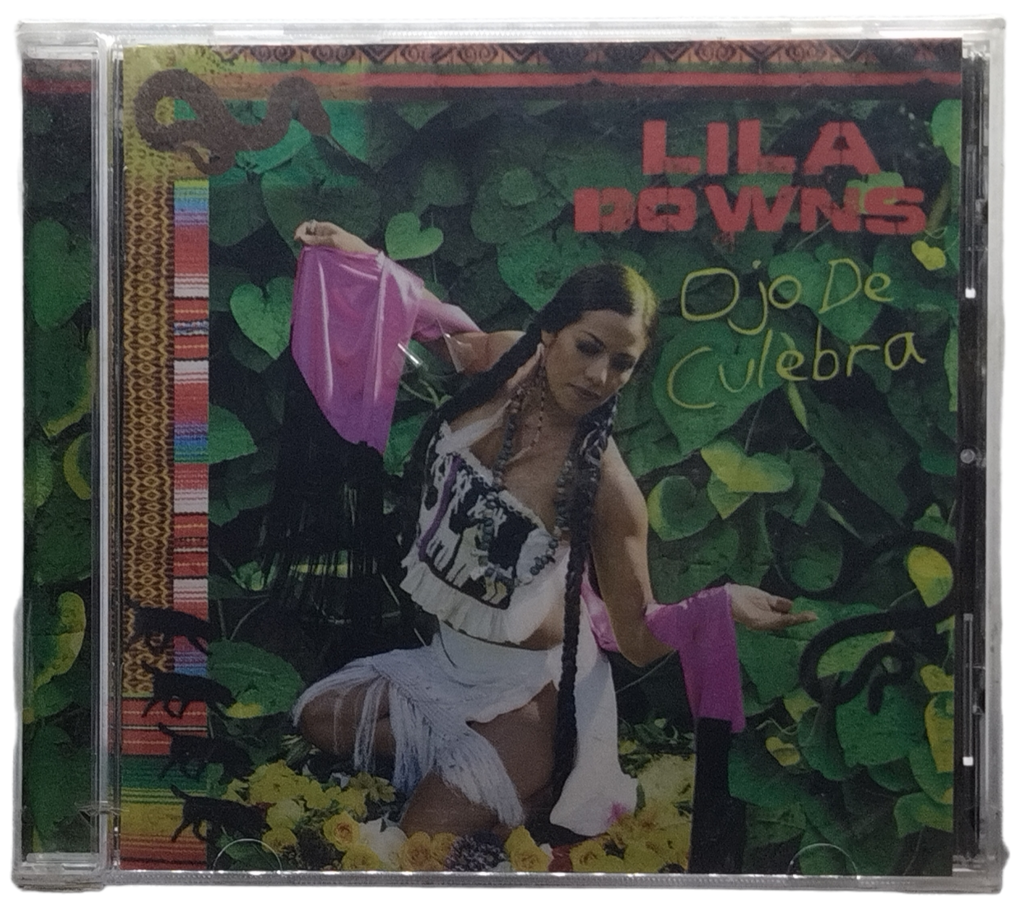 LILA
DOWNS
Ojo De
Culebra